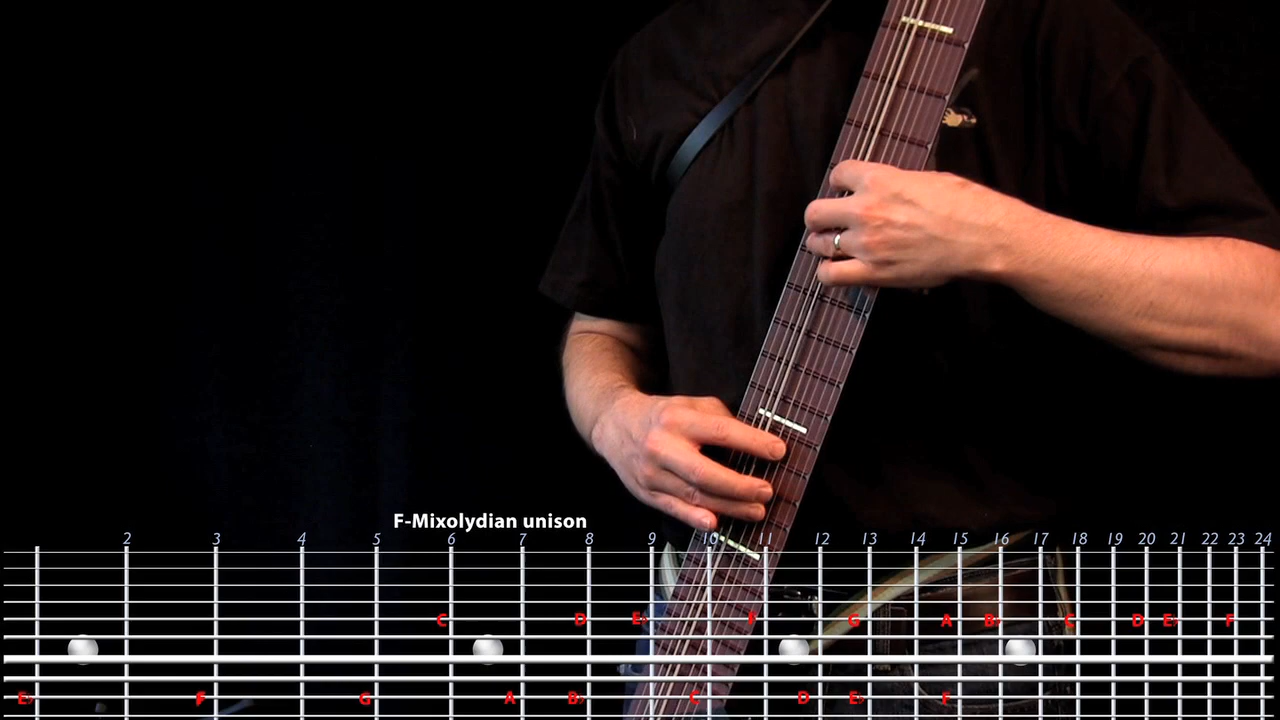 F-Mixolydian unison
2 3 4 5 6 7 8 9 10 11 12 13 14 15 16 17 18 19 20 21 22 23 24
C D E♭ F G A B♭ C D E♭ F
E♭ F G A B♭ C D E♭ F